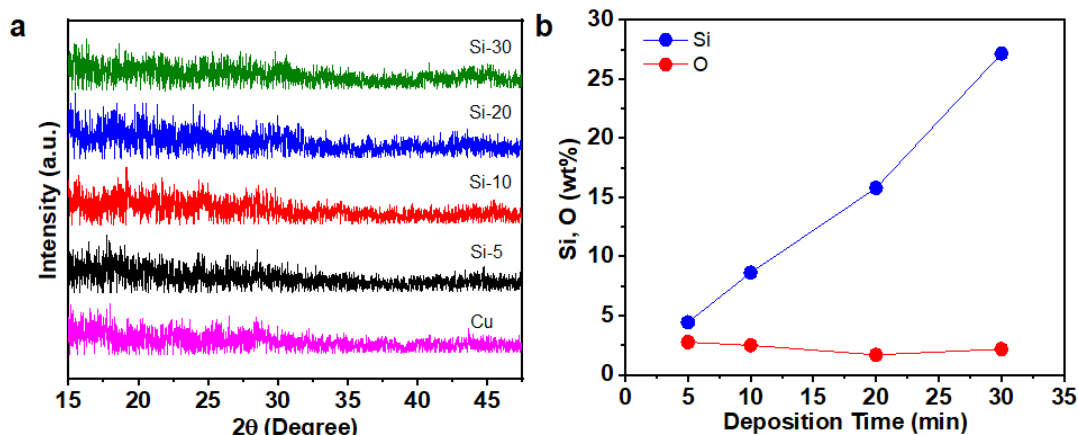 a
Intensity (a.u.)
Si-30
Si-20
Si-10
Si-5
Cu
15 20 25 30 35 40 45
2θ (Degree)
b
Si, O (wt%)
30
25
20
15
10
5
0
Si
O
0 5 10 15 20 25 30 35
Deposition Time (min)